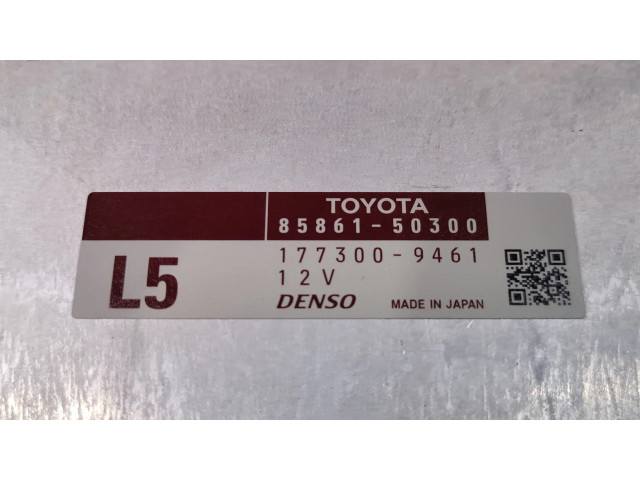 TOYOTA
85861-50300
177300-9461
L5
12V
DENSO MADE IN JAPAN